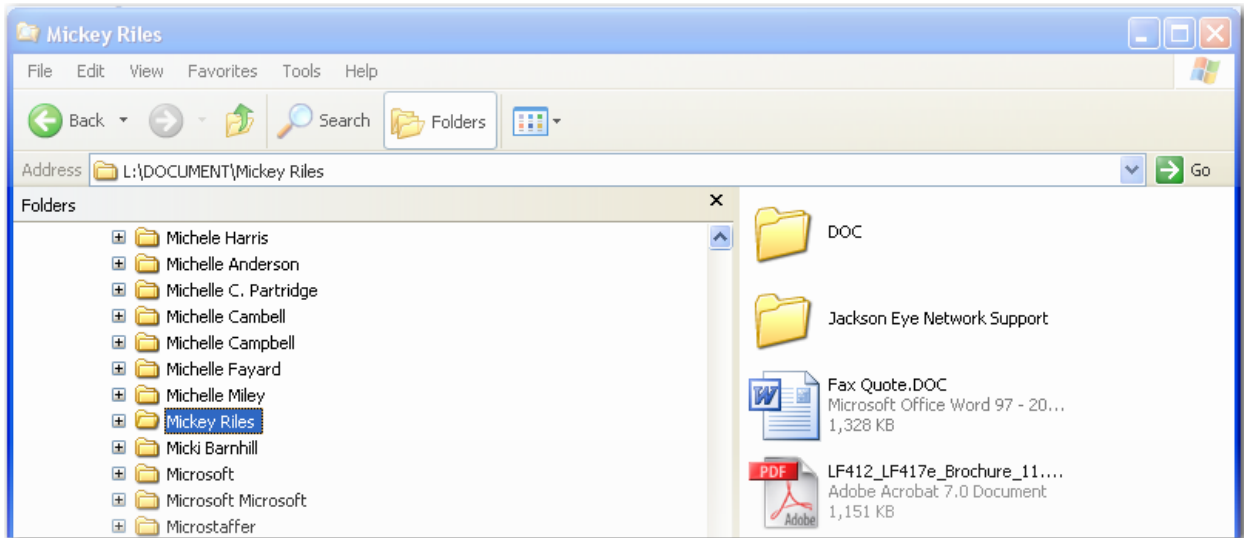 Mickey Riles
File Edit View Favorites Tools Help
Back Search Folders
Address L:\DOCUMENT\Mickey Riles Go
Folders
Michele Harris
Michelle Anderson
Michelle C. Partridge
Michelle Cambell
Michelle Campbell
Michelle Fayard
Michelle Miley
Mickey Riles
Micki Barnhill
Microsoft
Microsoft Microsoft
Microstaffer
DOC
Jackson Eye Network Support
Fax Quote.DOC
Microsoft Office Word 97 - 20...
1,328 KB
PDF
Adobe
LF412_LF417e_Brochure_11....
Adobe Acrobat 7.0 Document
1,151 KB